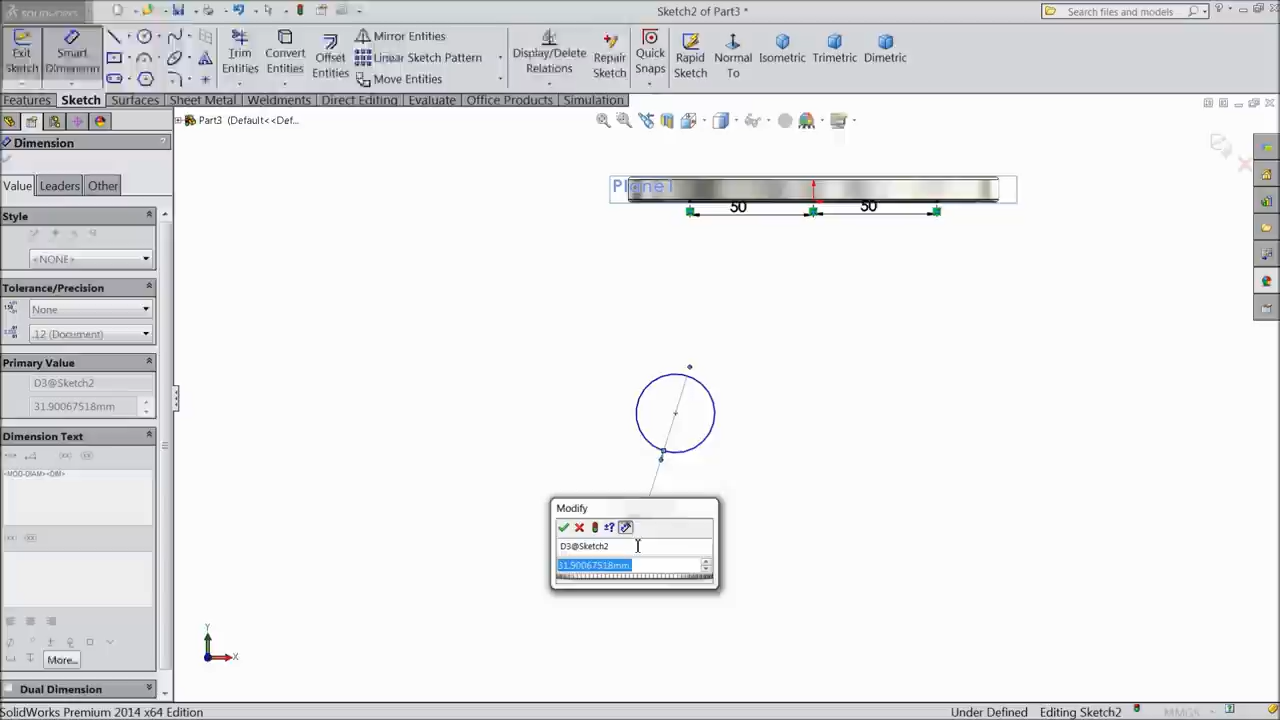 SOLIDWORKS
Sketch2 of Part3 *
Search files and models
Exit Sketch
Smart Dimension
Trim Entities
Convert Entities
Offset Entities
Mirror Entities
Linear Sketch Pattern
Move Entities
Display/Delete Relations
Repair Sketch
Quick Snaps
Rapid Sketch
Normal To
Isometric
Trimetric
Dimetric
Features
Sketch
Surfaces
Sheet Metal
Weldments
Direct Editing
Evaluate
Office Products
Simulation
Part3 (Default<<Def...
Dimension
?
Value
Leaders
Other
Style
<NONE>
Tolerance/Precision
None
.12 (Document)
Primary Value
D3@Sketch2
31.90067518mm
Dimension Text
<MOD-DIAM><DIM>
More...
Dual Dimension
Plane1
50
50
Modify
D3@Sketch2
31.90067518mm
Y
X
SolidWorks Premium 2014 x64 Edition
Under Defined
Editing Sketch2
MMGS